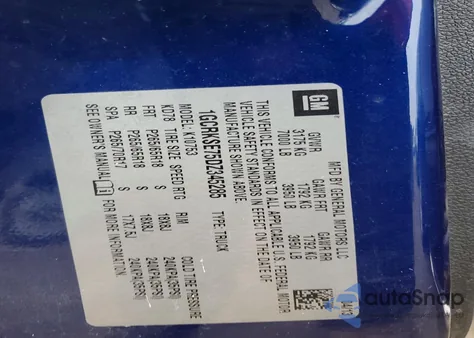 GM
MFD BY GENERAL MOTORS LLC
GVWR GAWR FRT GAWR RR
3175 KG 1792 KG 1792 KG
7000 LB 3950 LB 3950 LB
THIS VEHICLE CONFORMS TO ALL APPLICABLE U.S. FEDERAL MOTOR
VEHICLE SAFETY STANDARDS IN EFFECT ON THE DATE OF
MANUFACTURE SHOWN ABOVE.
1GCRKSE75DZ345265 TYPE: TRUCK
MODEL: K10753
K078 TIRE SIZE SPEED RTG RIM COLD TIRE PRESSURE
FRT P265/65R18 S 18X8J 240KPA(35PSI)
RR P265/65R18 S 18X8J 240KPA(35PSI)
SPA P265/70R17 S 17X7.5J 240KPA(35PSI)
SEE OWNER'S MANUAL FOR MORE INFORMATION.
autoSnap